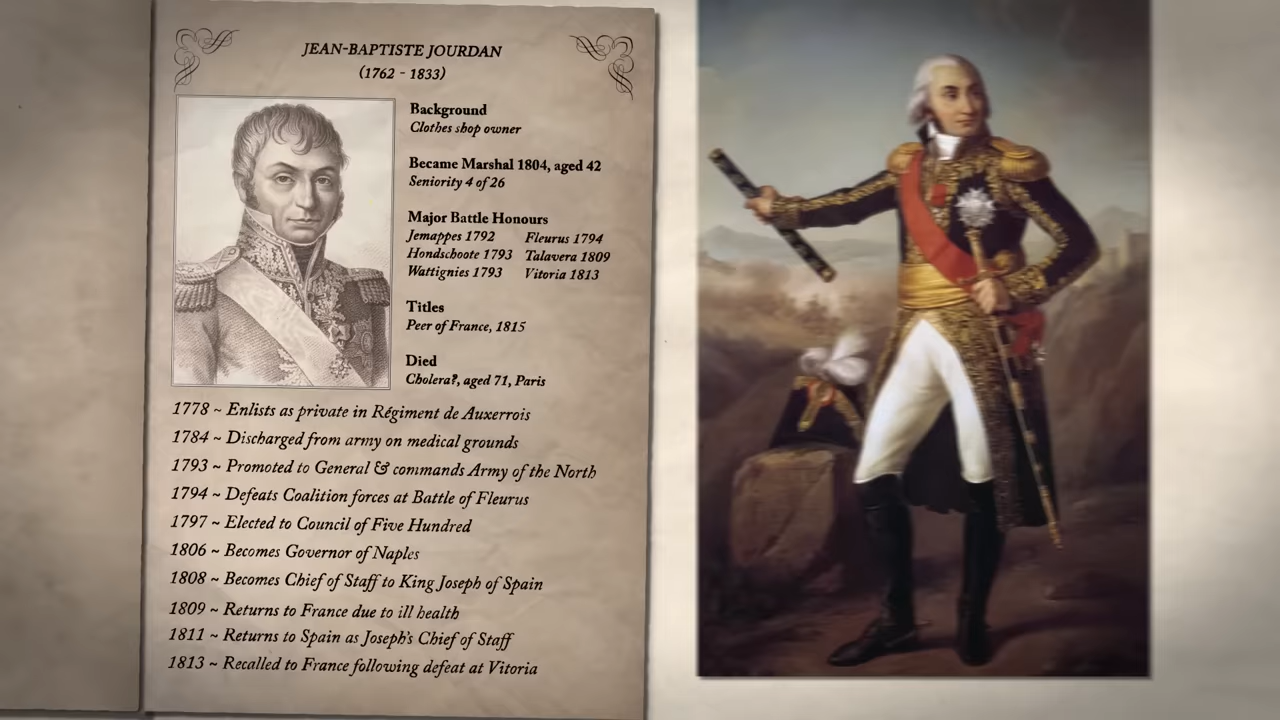 JEAN-BAPTISTE JOURDAN
(1762 - 1833)
Background
Clothes shop owner
Became Marshal 1804, aged 42
Seniority 4 of 26
Major Battle Honours
Jemappes 1792
Hondschoote 1793
Wattignies 1793
Fleurus 1794
Talavera 1809
Vitoria 1813
Titles
Peer of France, 1815
Died
Cholera?, aged 71, Paris
1778 ~ Enlists as private in Régiment de Auxerrois
1784 ~ Discharged from army on medical grounds
1793 ~ Promoted to General & commands Army of the North
1794 ~ Defeats Coalition forces at Battle of Fleurus
1797 ~ Elected to Council of Five Hundred
1806 ~ Becomes Governor of Naples
1808 ~ Becomes Chief of Staff to King Joseph of Spain
1809 ~ Returns to France due to ill health
1811 ~ Returns to Spain as Joseph's Chief of Staff
1813 ~ Recalled to France following defeat at Vitoria